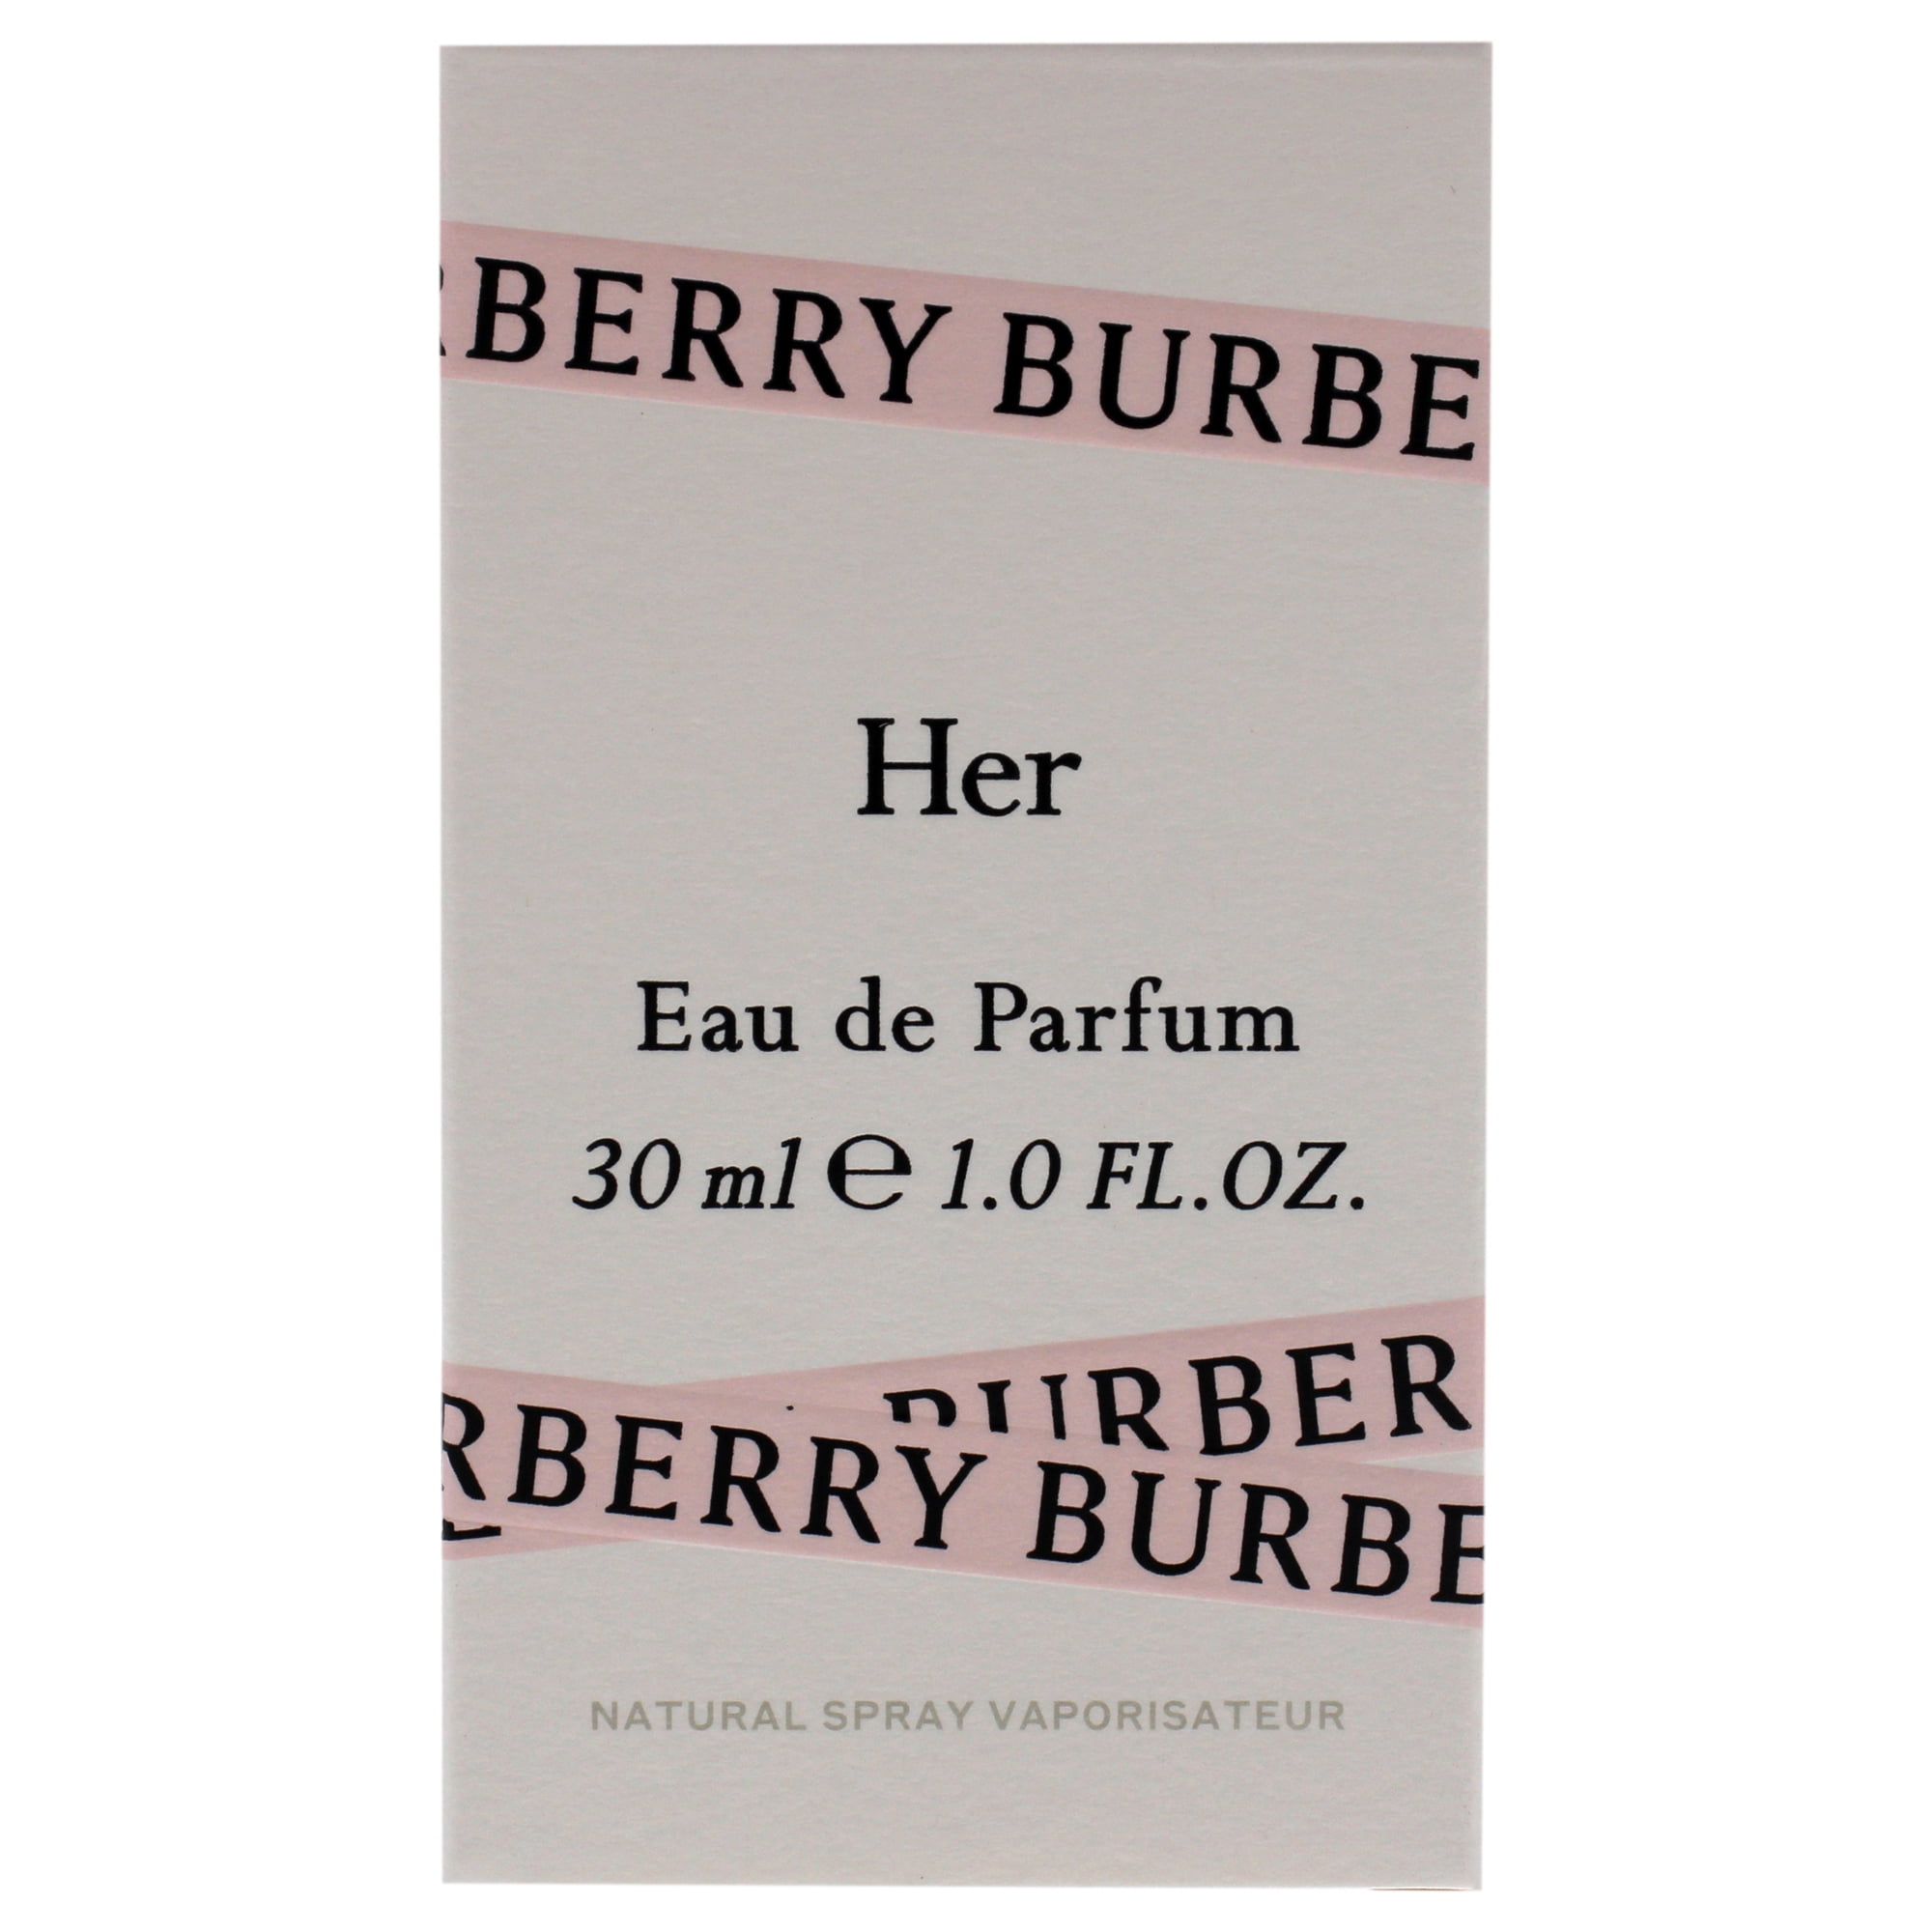 RBERRY BURBE
Her
Eau de Parfum
30 ml ℮ 1.0 FL.OZ.
BURBER
RBERRY BURBE
NATURAL SPRAY VAPORISATEUR